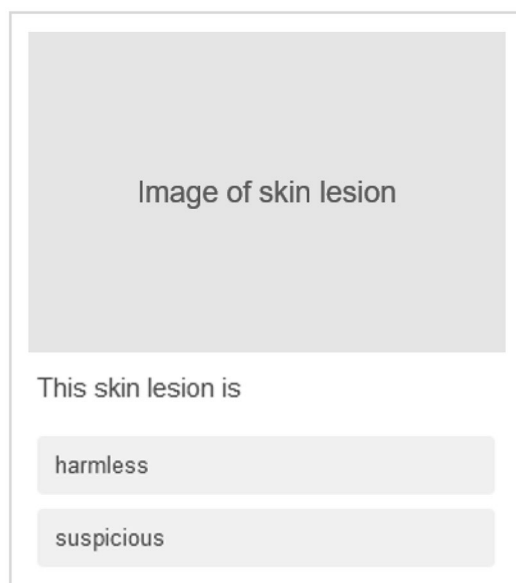 Image of skin lesion
This skin lesion is
harmless
suspicious